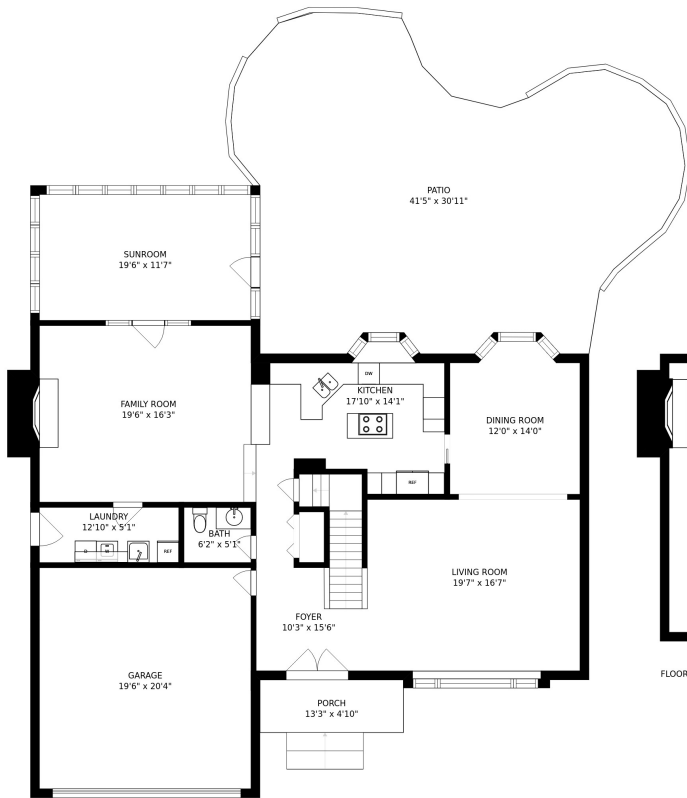 PATIO
41'5" x 30'11"
SUNROOM
19'6" x 11'7"
DW
KITCHEN
17'10" x 14'1"
FAMILY ROOM
19'6" x 16'3"
DINING ROOM
12'0" x 14'0"
REF
LAUNDRY
12'10" x 5'1"
D
W
REF
BATH
6'2" x 5'1"
LIVING ROOM
19'7" x 16'7"
FOYER
10'3" x 15'6"
GARAGE
19'6" x 20'4"
FLOOR
PORCH
13'3" x 4'10"